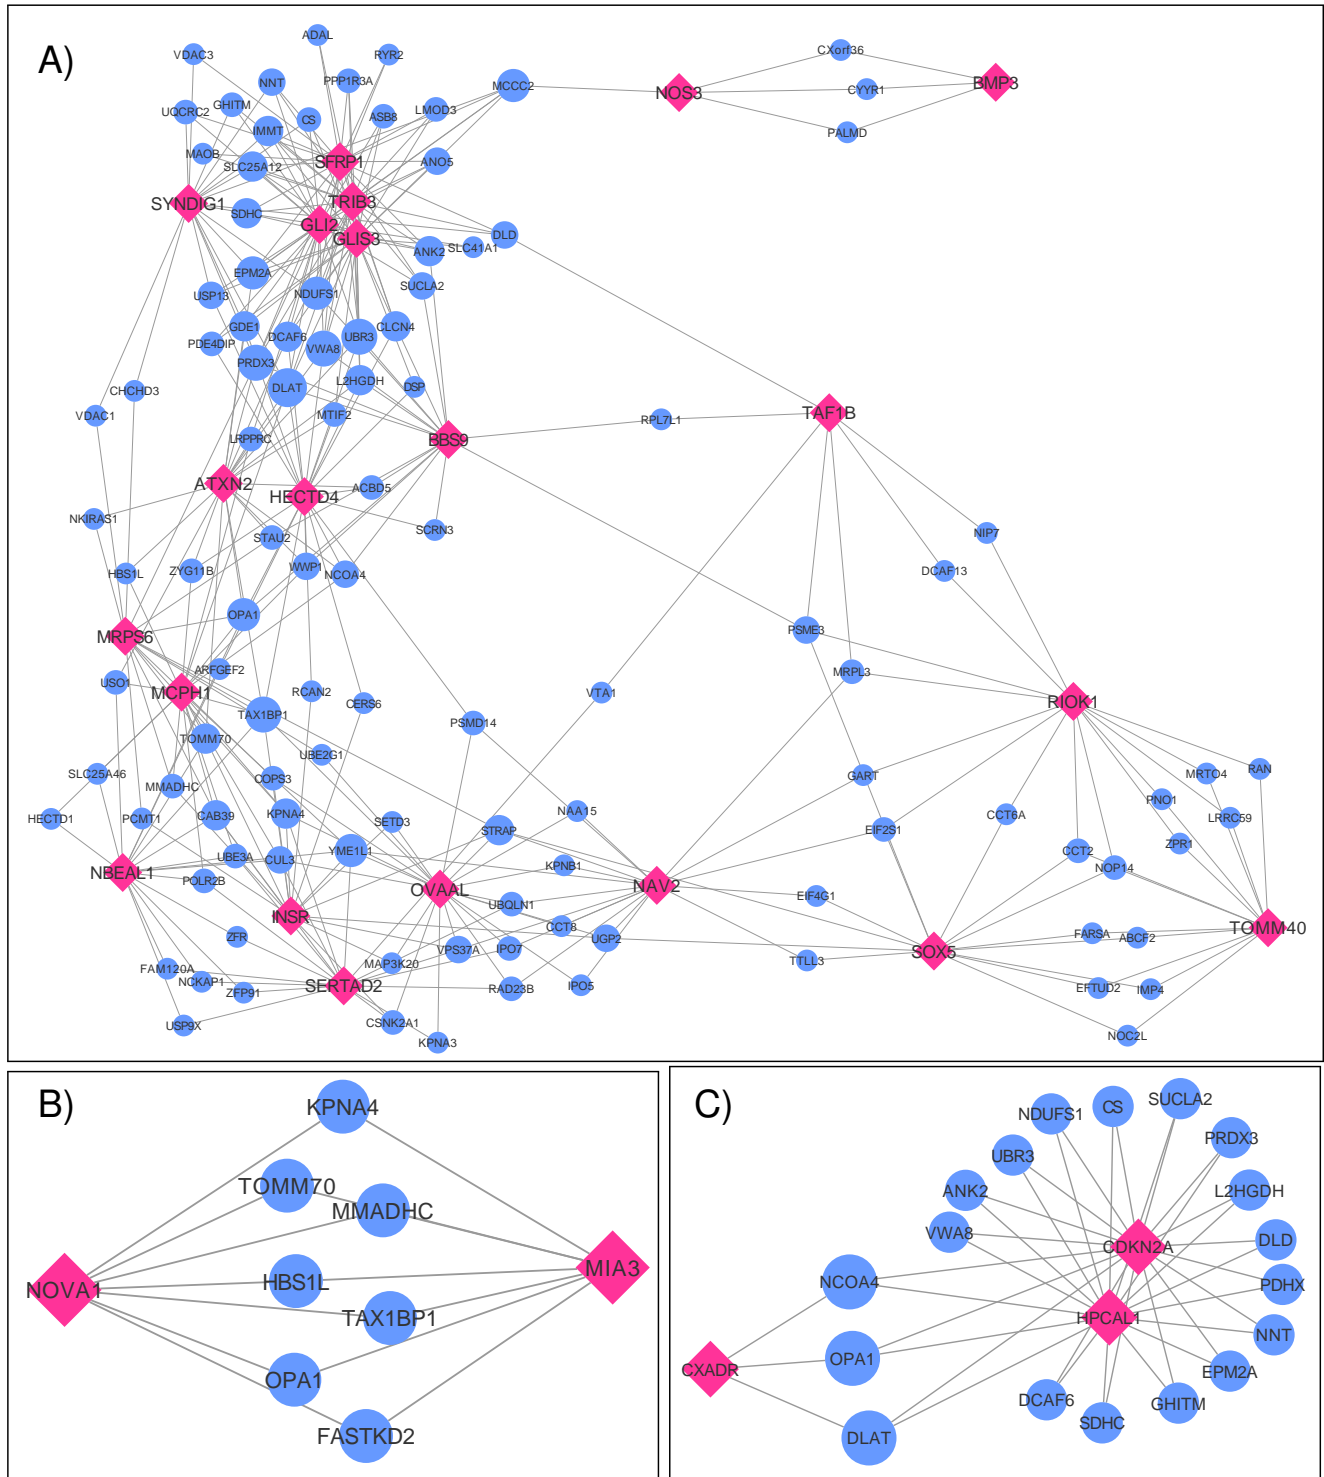 A)
ADAL
VDAC3
RYR2
CXorf36
NNT
PPP1R3A
MCCC2
NOS3
BMP3
CYYR1
UQCRC2
GHITM
CS
ASB8
LMOD3
IMMT
PALMD
MAOB
SLC25A12
SFRP1
ANO5
SYNDIG1
SDHC
TRIB3
GLI2
GLIS3
DLD
ANK2
SLC41A1
EPM2A
USP13
NDUFS1
SUCLA2
GDE1
CLCN4
PDE4DIP
DCAF6
VWA8
UBR3
PRDX3
DLAT
L2HGDH
DSP
CHCHD3
VDAC1
MTIF2
RPL7L1
TAF1B
LRPPRC
BBS9
ATXN2
HECTD4
ACBD5
NKIRAS1
SCRN3
NIP7
STAU2
HBS1L
ZYG11B
WWP1
NCOA4
DCAF13
OPA1
MRPS6
PSME3
ARFGEF2
MRPL3
USO1
MCPH1
RCAN2
CERS6
VTA1
RIOK1
TAX1BP1
PSMD14
TOMM70
UBE2G1
SLC25A46
MMADHC
COPS3
GART
MRTO4
RAN
PNO1
HECTD1
PCMT1
CAB39
KPNA4
SETD3
STRAP
NAA15
CCT6A
LRRC59
EIF2S1
ZPR1
UBE3A
CUL3
YME1L1
CCT2
NOP14
NBEAL1
POLR2B
OVAAL
KPNB1
NAV2
EIF4G1
UBQLN1
INSR
CCT8
UGP2
TOMM40
ZFR
VPS37A
IPO7
SOX5
FARSA
ABCF2
FAM120A
NCKAP1
MAP3K20
TTLL3
ZFP91
SERTAD2
RAD23B
IPO5
EFTUD2
IMP4
USP9X
CSNK2A1
KPNA3
NOC2L
B)
KPNA4
TOMM70
MMADHC
NOVA1
HBS1L
MIA3
TAX1BP1
OPA1
FASTKD2
C)
NDUFS1
CS
SUCLA2
PRDX3
UBR3
ANK2
L2HGDH
VWA8
CDKN2A
DLD
NCOA4
PDHX
HPCAL1
NNT
OPA1
CXADR
EPM2A
DCAF6
GHITM
SDHC
DLAT